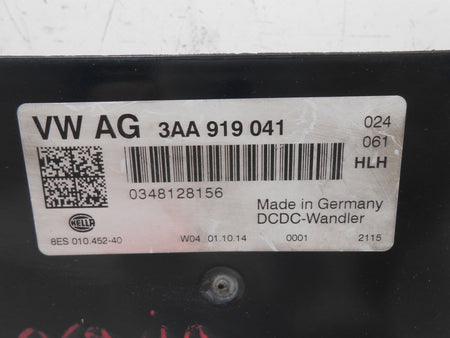 VW AG 3AA 919 041 024
061
HLH
0348128156
Made in Germany
DCDC-Wandler
HELLA
8ES 010.452-40 W04 01.10.14 0001 2115